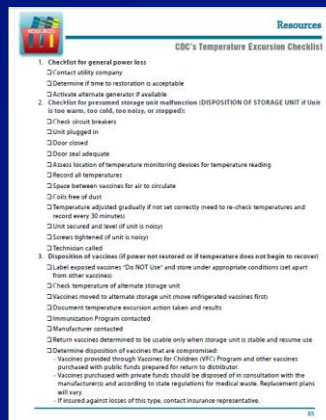 RESOURCES
Resources
CDC's Temperature Excursion Checklist
1. Checklist for general power loss
❑ Contact utility company
❑ Determine if time to restoration is acceptable
❑ Activate alternate generator if available
2. Checklist for presumed storage unit malfunction (DISPOSITION OF STORAGE UNIT if Unit
is too warm, too cold, too noisy, or stopped):
❑ Check circuit breakers
❑ Unit plugged in
❑ Door closed
❑ Door seal adequate
❑ Assess location of temperature monitoring devices for temperature reading
❑ Record all temperatures
❑ Space between vaccines for air to circulate
❑ Coils free of dust
❑ Temperature adjusted gradually if not set correctly (need to re-check temperatures and
record every 30 minutes)
❑ Unit secured and level (if unit is noisy)
❑ Screws tightened (if unit is noisy)
❑ Technician called
3. Disposition of vaccines (if power not restored or if temperature does not begin to recover)
❑ Label exposed vaccines "Do NOT Use" and store under appropriate conditions (set apart
from other vaccines)
❑ Check temperature of alternate storage unit
❑ Vaccines moved to alternate storage unit (move refrigerated vaccines first)
❑ Document temperature excursion action taken and results
❑ Immunization Program contacted
❑ Manufacturer contacted
❑ Return vaccines determined to be usable only when storage unit is stable and resume use
❑ Determine disposition of vaccines that are compromised:
- Vaccines provided through Vaccines for Children (VFC) Program and other vaccines
purchased with public funds prepared for return to distributor.
- Vaccines purchased with private funds should be disposed of in consultation with the
manufacturer(s) and according to state regulations for medical waste. Replacement plans
will vary.
- If insured against losses of this type, contact insurance representative.
85